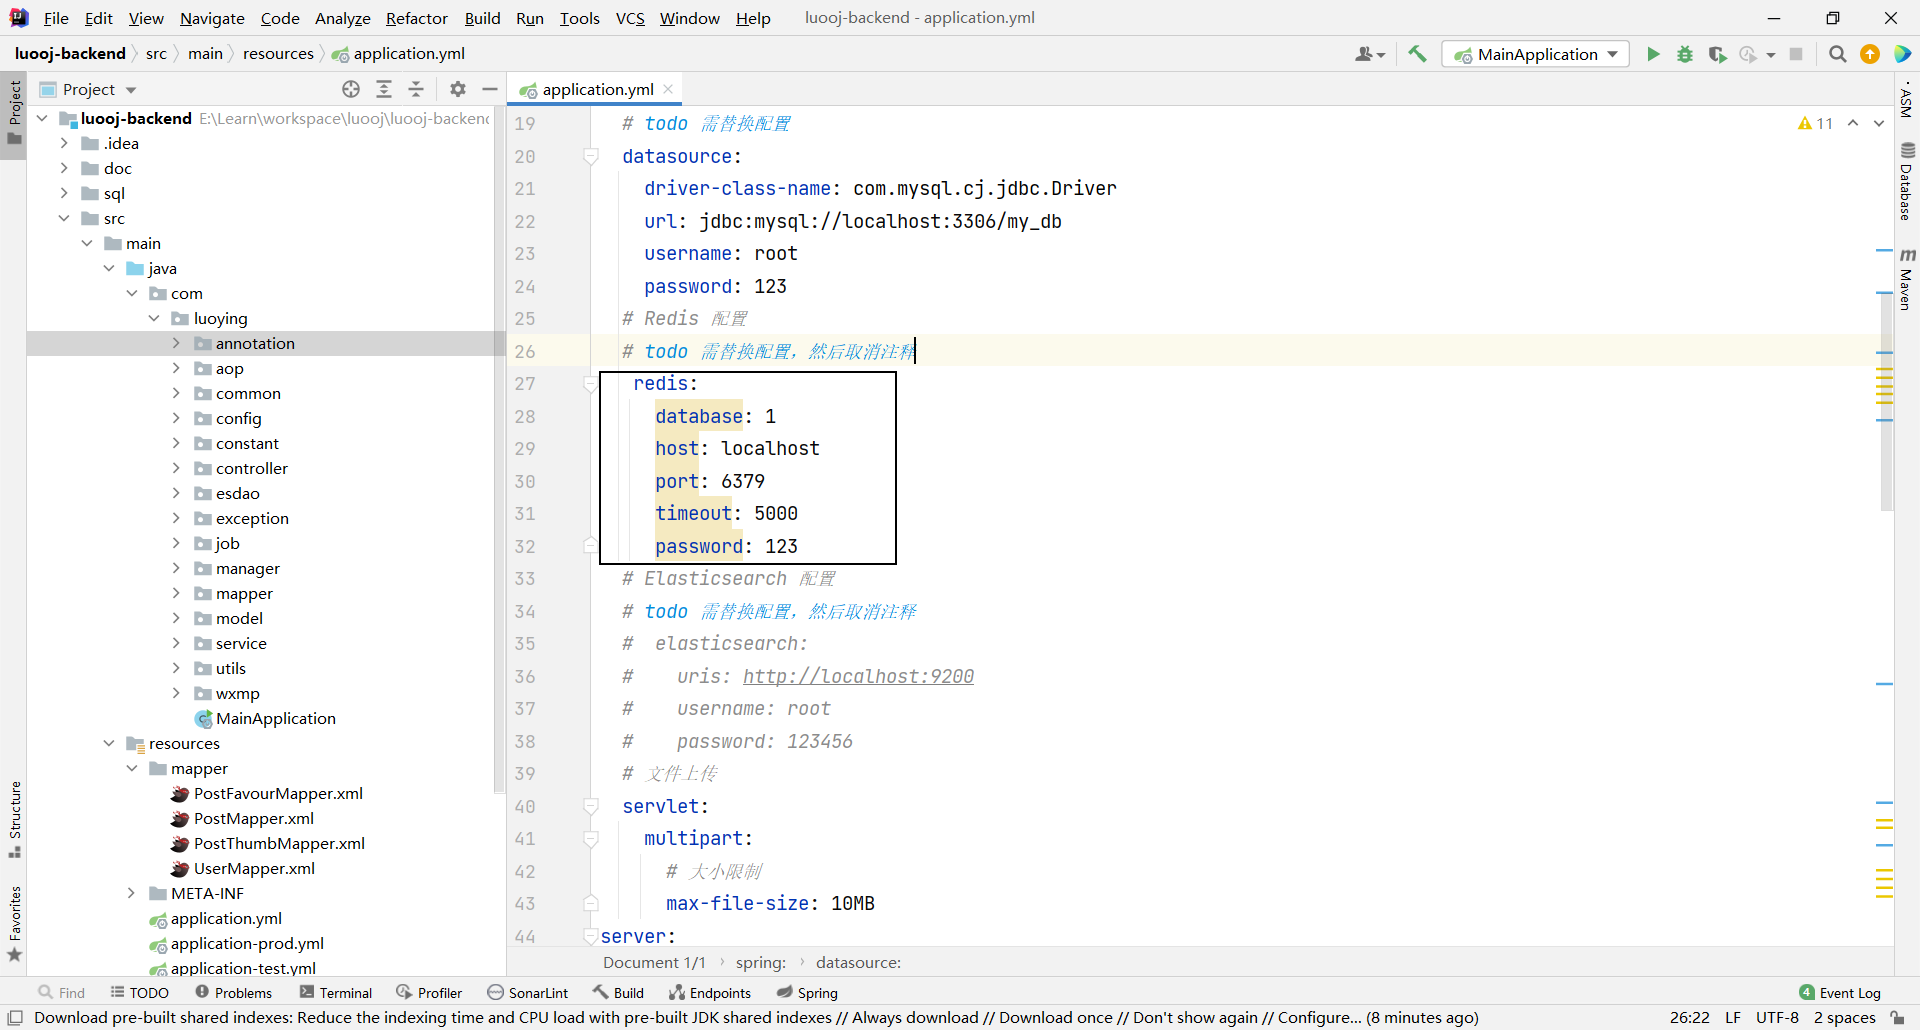 File Edit View Navigate Code Analyze Refactor Build Run Tools VCS Window Help luooj-backend - application.yml
luooj-backend src main resources application.yml
MainApplication
Project
application.yml
Project
luooj-backend E:\Learn\workspace\luooj\luooj-backend
.idea
doc
sql
src
main
java
com
luoying
annotation
aop
common
config
constant
controller
esdao
exception
job
manager
mapper
model
service
utils
wxmp
MainApplication
resources
mapper
PostFavourMapper.xml
PostMapper.xml
PostThumbMapper.xml
UserMapper.xml
META-INF
application.yml
application-prod.yml
application-test.yml
Structure
Favorites
11
19 # todo 需替换配置
20 datasource:
21 driver-class-name: com.mysql.cj.jdbc.Driver
22 url: jdbc:mysql://localhost:3306/my_db
23 username: root
24 password: 123
25 # Redis 配置
26 # todo 需替换配置，然后取消注释
27 redis:
28 database: 1
29 host: localhost
30 port: 6379
31 timeout: 5000
32 password: 123
33 # Elasticsearch 配置
34 # todo 需替换配置，然后取消注释
35 # elasticsearch:
36 # uris: http://localhost:9200
37 # username: root
38 # password: 123456
39 # 文件上传
40 servlet:
41 multipart:
42 # 大小限制
43 max-file-size: 10MB
44 server:
Document 1/1 spring: datasource:
ASM
Database
m Maven
Find TODO Problems Terminal Profiler SonarLint Build Endpoints Spring 4 Event Log
Download pre-built shared indexes: Reduce the indexing time and CPU load with pre-built JDK shared indexes // Always download // Download once // Don't show again // Configure... (8 minutes ago) 26:22 LF UTF-8 2 spaces